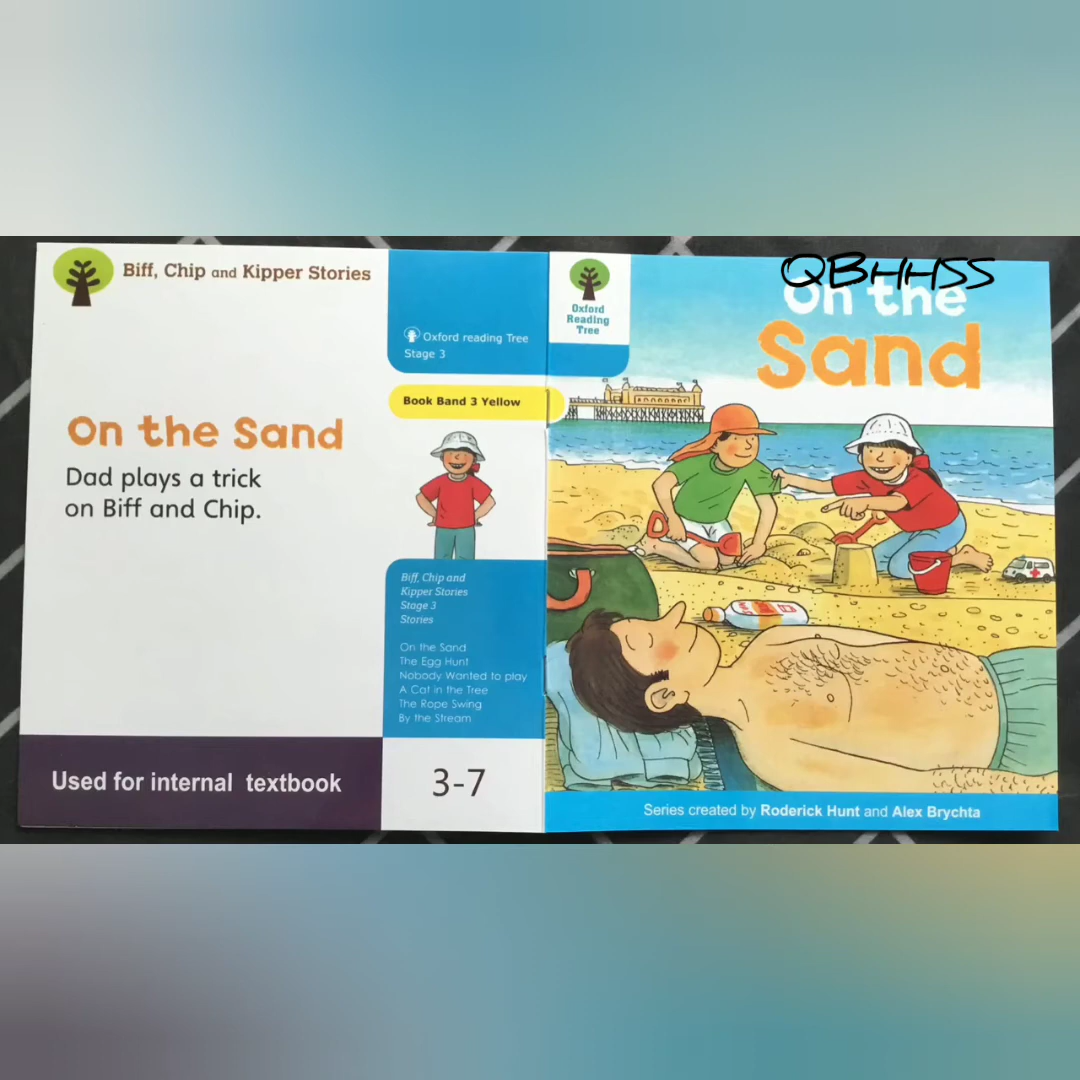 Biff, Chip and Kipper Stories
On the Sand
Dad plays a trick
on Biff and Chip.
Oxford reading Tree
Stage 3
Book Band 3 Yellow
Biff, Chip and
Kipper Stories
Stage 3
Stories
On the Sand
The Egg Hunt
Nobody Wanted to play
A Cat in the Tree
The Rope Swing
By the Stream
Used for internal textbook
3-7
Oxford
Reading
Tree
QBHHSS
On the
Sand
Series created by Roderick Hunt and Alex Brychta